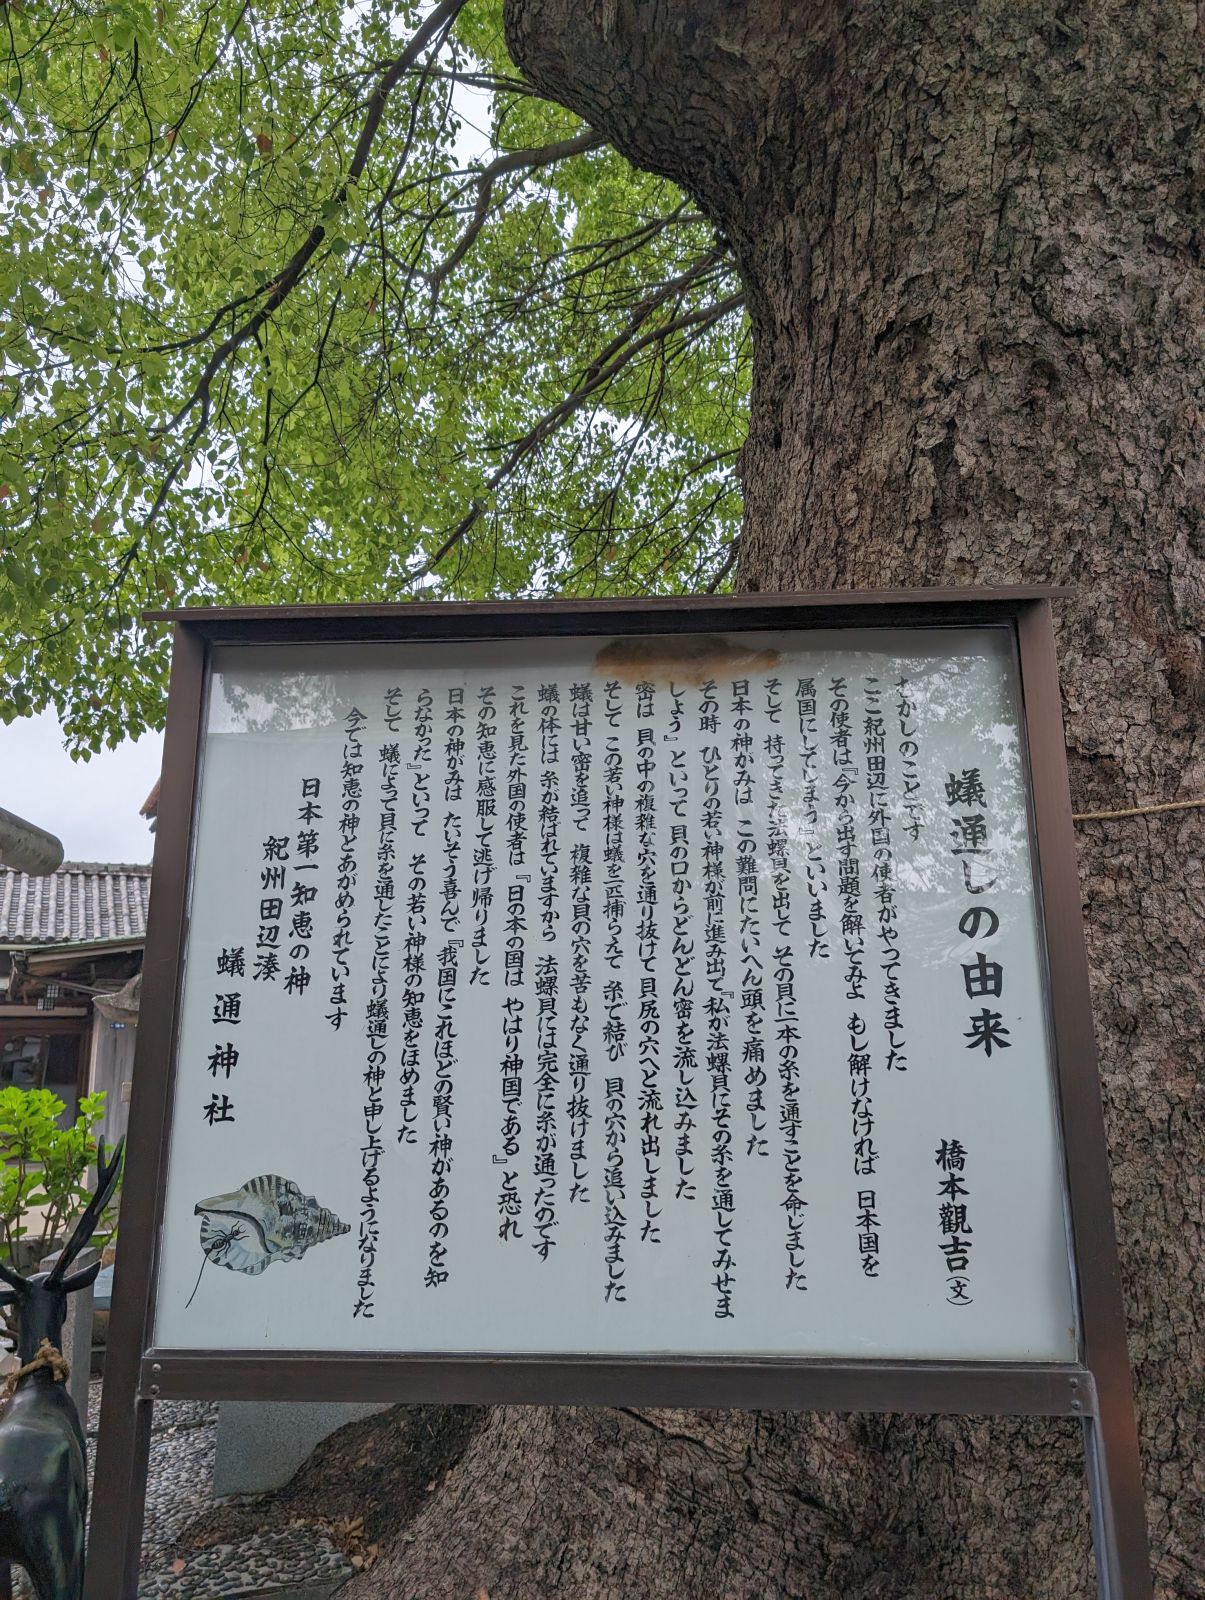 蟻通しの由来
橋本觀吉(文)
むかしのことです
ここ紀州田辺に外国の使者がやってきました
その使者は『今から出す問題を解いてみよ もし解けなければ 日本国を
属国にしてしまう』といいました
そして 持ってきた法螺貝を出して その貝に一本の糸を通すことを命じました
日本の神がみは この難問にたいへん頭を痛めました
その時 ひとりの若い神様が前に進み出て『私が法螺貝にその糸を通してみせま
しょう』といって 貝の口からどんどん密を流し込みました
密は 貝の中の複雑な穴を通り抜けて貝尻の穴へと流れ出しました
そして この若い神様は蟻を一匹捕らえて 糸で結び 貝の穴から追い込みました
蟻は甘い密を追って 複雑な貝の穴を苦もなく通り抜けました
蟻の体には 糸が結ばれていますから 法螺貝には完全に糸が通ったのです
これを見た外国の使者は『日の本の国は やはり神国である』と恐れ
その知恵に感服して逃げ帰りました
日本の神がみは たいそう喜んで『我国にこれほどの賢い神があるのを知
らなかった』といって その若い神様の知恵をほめました
そして 蟻によって貝に糸を通したことにより蟻通しの神と申し上げるようになりました
今では知恵の神とあがめられています
日本第一知恵の神
紀州田辺湊
蟻通神社